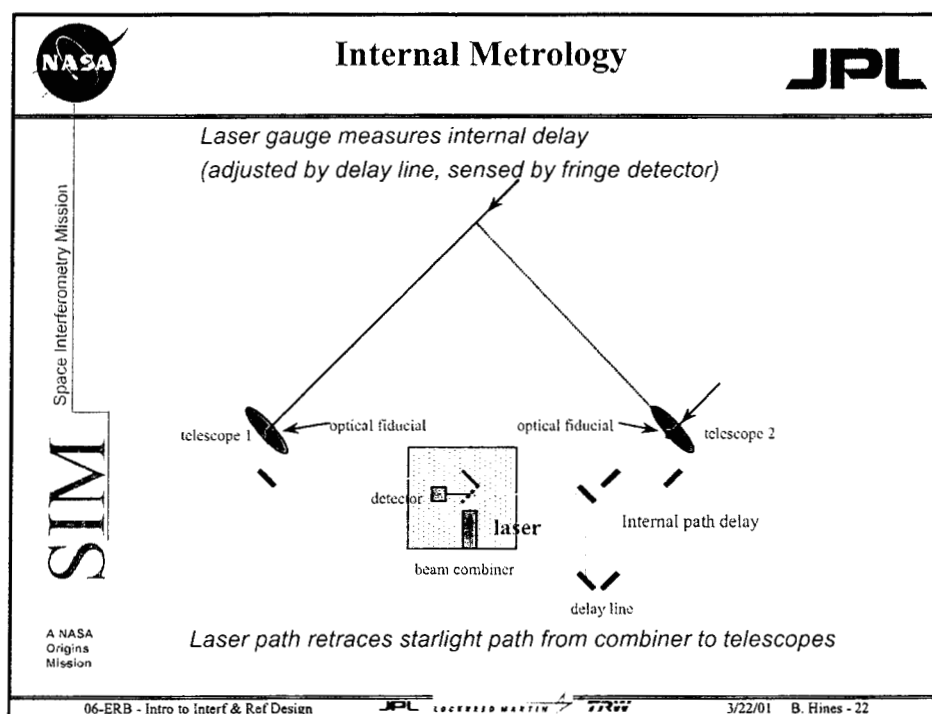 NASA
Internal Metrology
JPL
Laser gauge measures internal delay
(adjusted by delay line, sensed by fringe detector)
Space Interferometry Mission
SIM
telescope 1
optical fiducial
optical fiducial
telescope 2
detector
laser
Internal path delay
beam combiner
delay line
A NASA
Origins
Mission
Laser path retraces starlight path from combiner to telescopes
06-ERB - Intro to Interf & Ref Design JPL LOCKHEED MARTIN TRW 3/22/01 B. Hines - 22